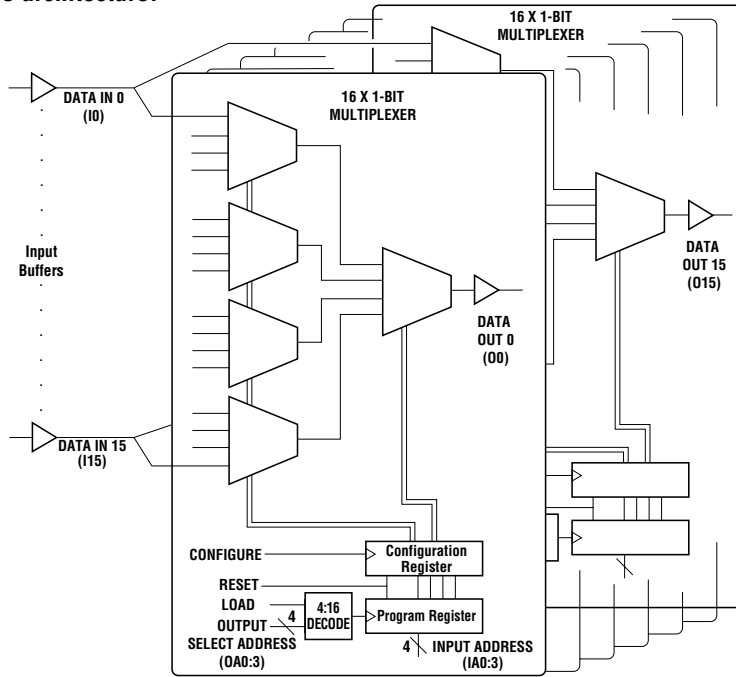 architecture.
16 X 1-BIT
MULTIPLEXER
DATA IN 0
(I0)
16 X 1-BIT
MULTIPLEXER
Input
Buffers
DATA
OUT 15
(O15)
DATA
OUT 0
(O0)
DATA IN 15
(I15)
CONFIGURE
Configuration
Register
RESET
LOAD
OUTPUT
4
SELECT ADDRESS
(OA0:3)
4:16
DECODE
Program Register
4
INPUT ADDRESS
(IA0:3)